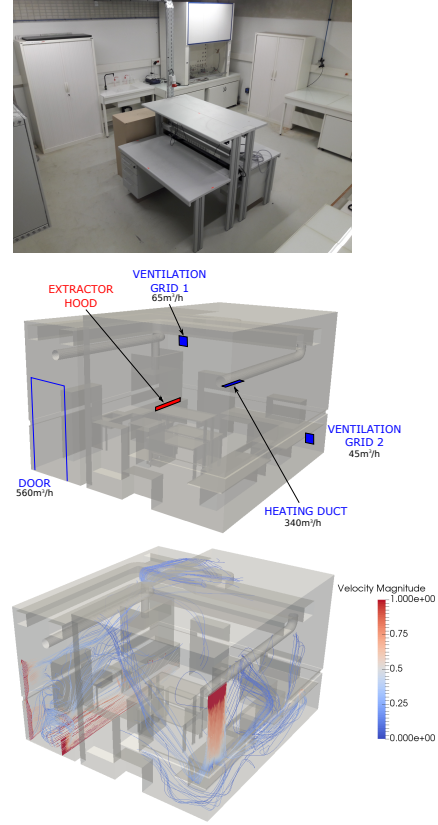 VENTILATION
GRID 1
65m³/h
EXTRACTOR
HOOD
VENTILATION
GRID 2
45m³/h
DOOR
560m³/h
HEATING DUCT
340m³/h
Velocity Magnitude
1.000e+00
0.75
0.5
0.25
0.000e+00